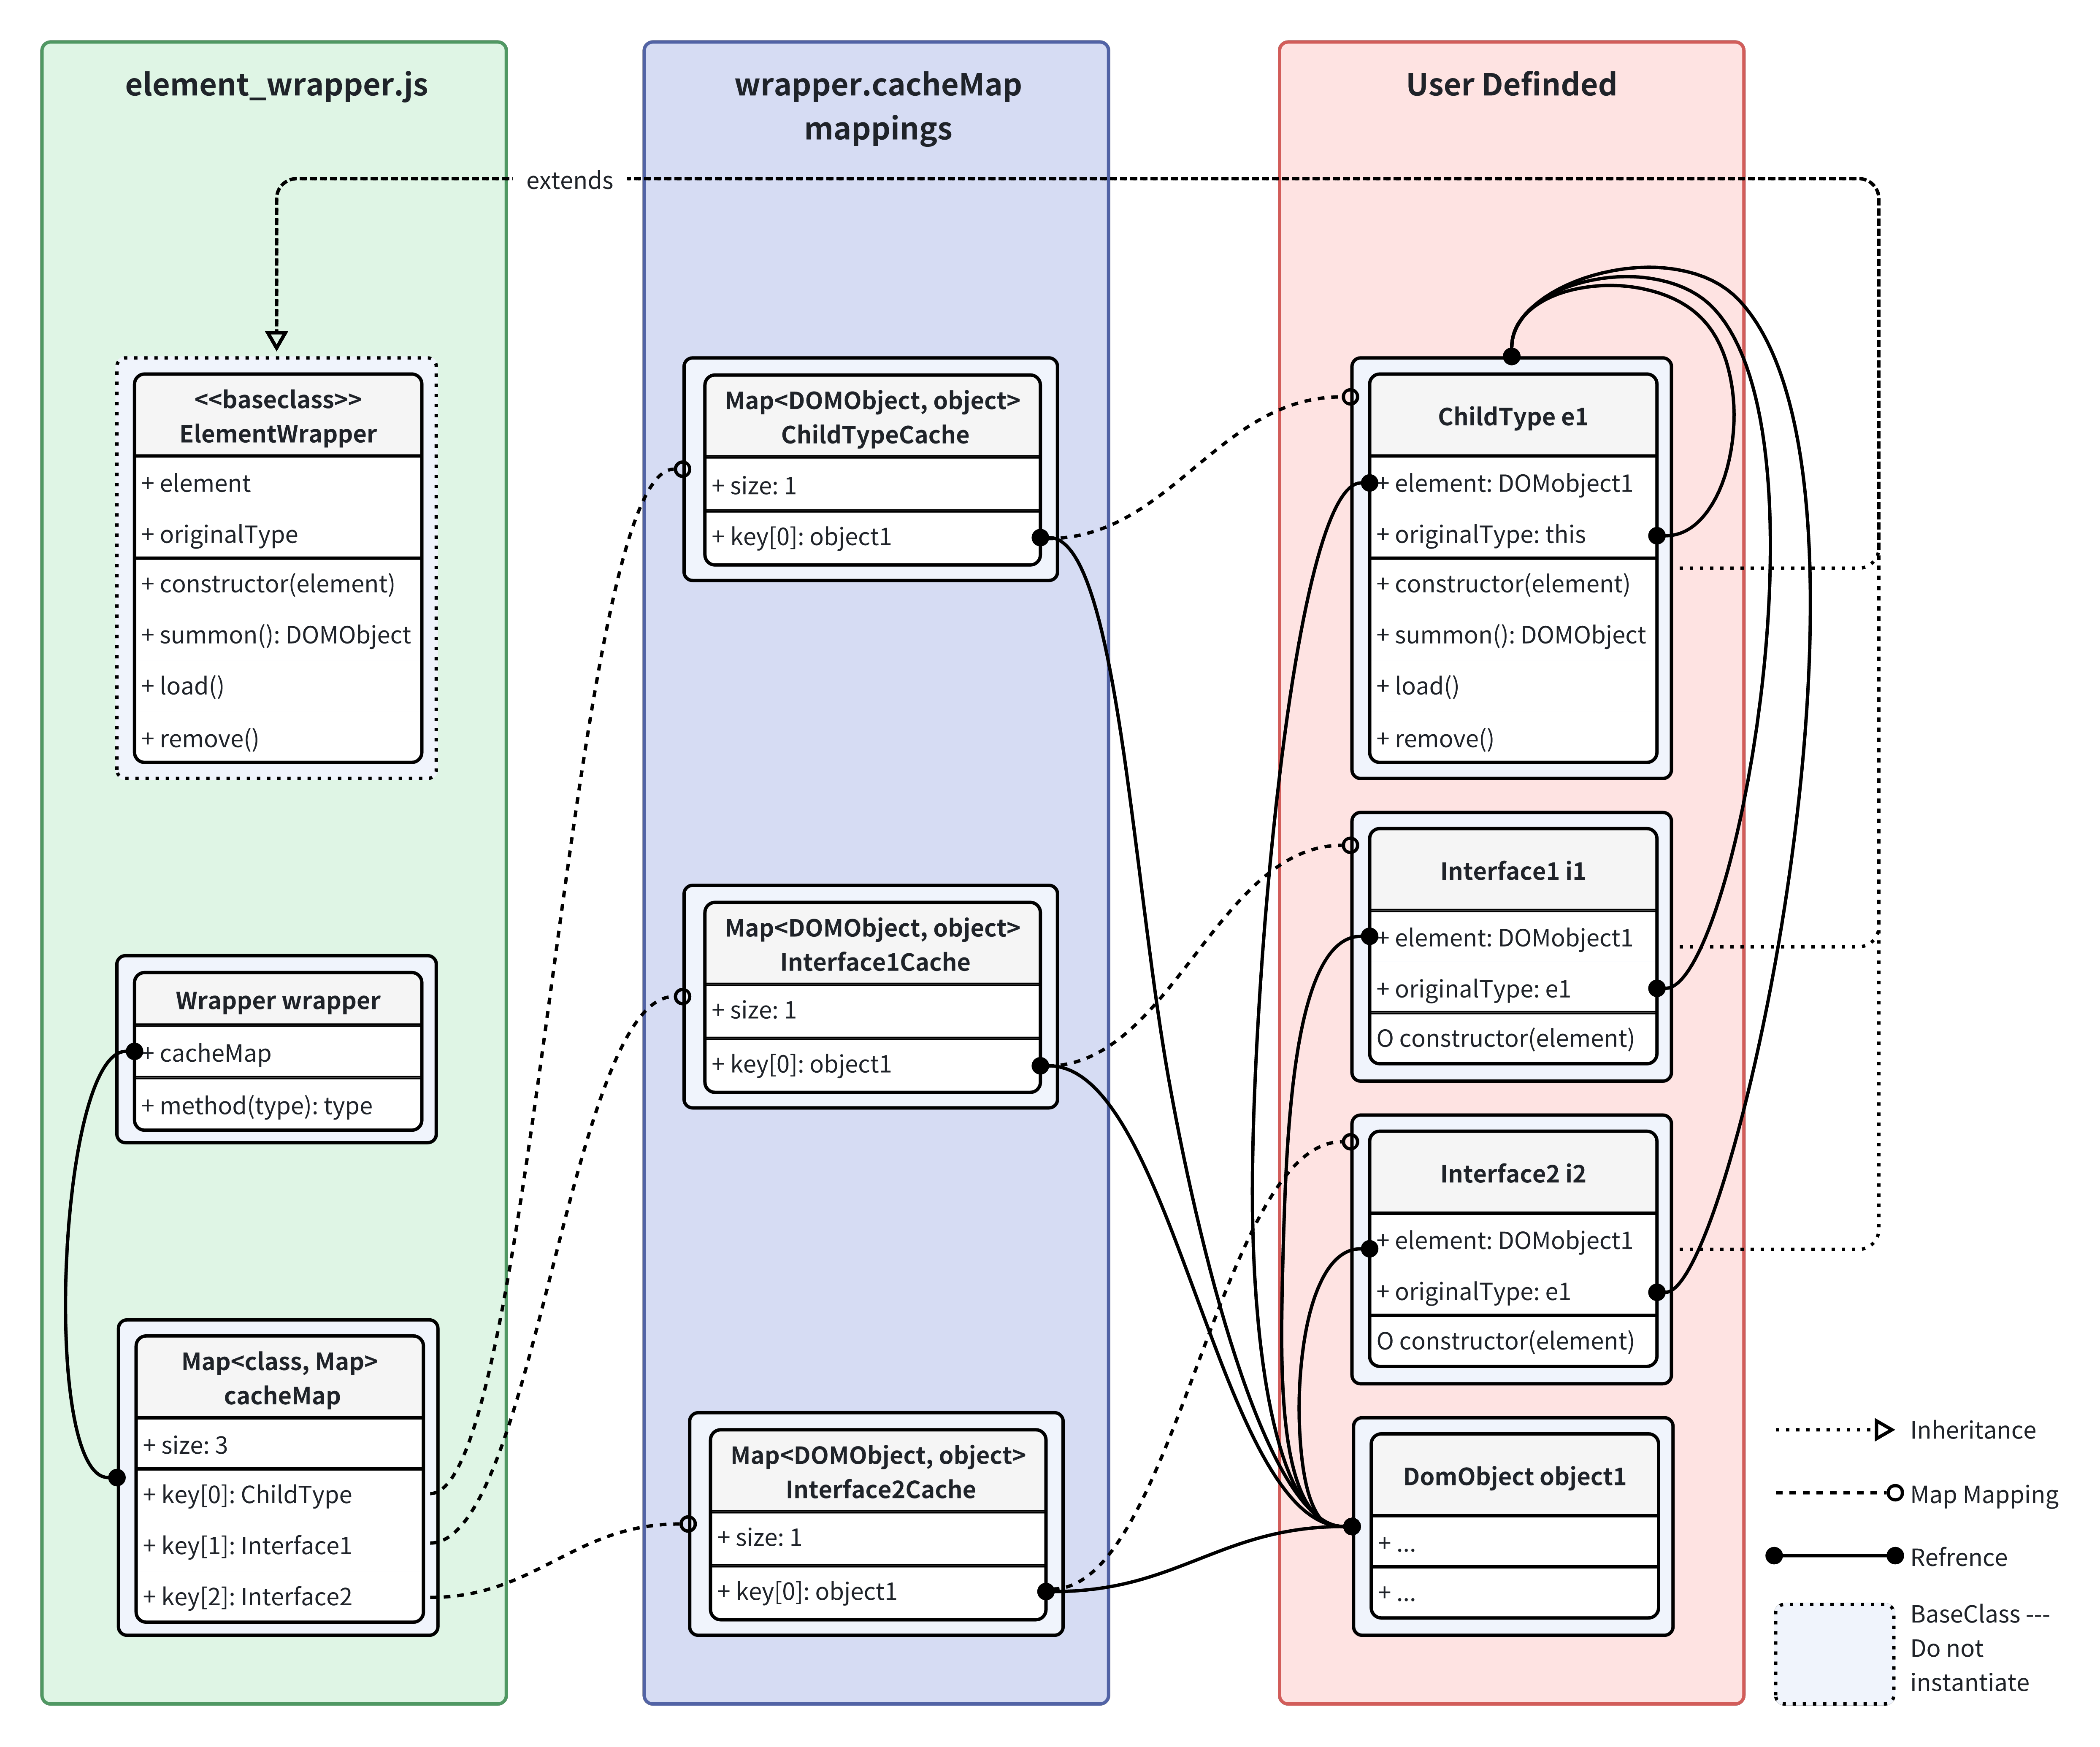 element_wrapper.js
wrapper.cacheMap
mappings
User Definded
extends
<<baseclass>>
ElementWrapper
+ element
+ originalType
+ constructor(element)
+ summon(): DOMObject
+ load()
+ remove()
Wrapper wrapper
+ cacheMap
+ method(type): type
Map<class, Map>
cacheMap
+ size: 3
+ key[0]: ChildType
+ key[1]: Interface1
+ key[2]: Interface2
Map<DOMObject, object>
ChildTypeCache
+ size: 1
+ key[0]: object1
Map<DOMObject, object>
Interface1Cache
+ size: 1
+ key[0]: object1
Map<DOMObject, object>
Interface2Cache
+ size: 1
+ key[0]: object1
ChildType e1
+ element: DOMobject1
+ originalType: this
+ constructor(element)
+ summon(): DOMObject
+ load()
+ remove()
Interface1 i1
+ element: DOMobject1
+ originalType: e1
O constructor(element)
Interface2 i2
+ element: DOMobject1
+ originalType: e1
O constructor(element)
DomObject object1
+ ...
+ ...
Inheritance
Map Mapping
Refrence
BaseClass ---
Do not
instantiate